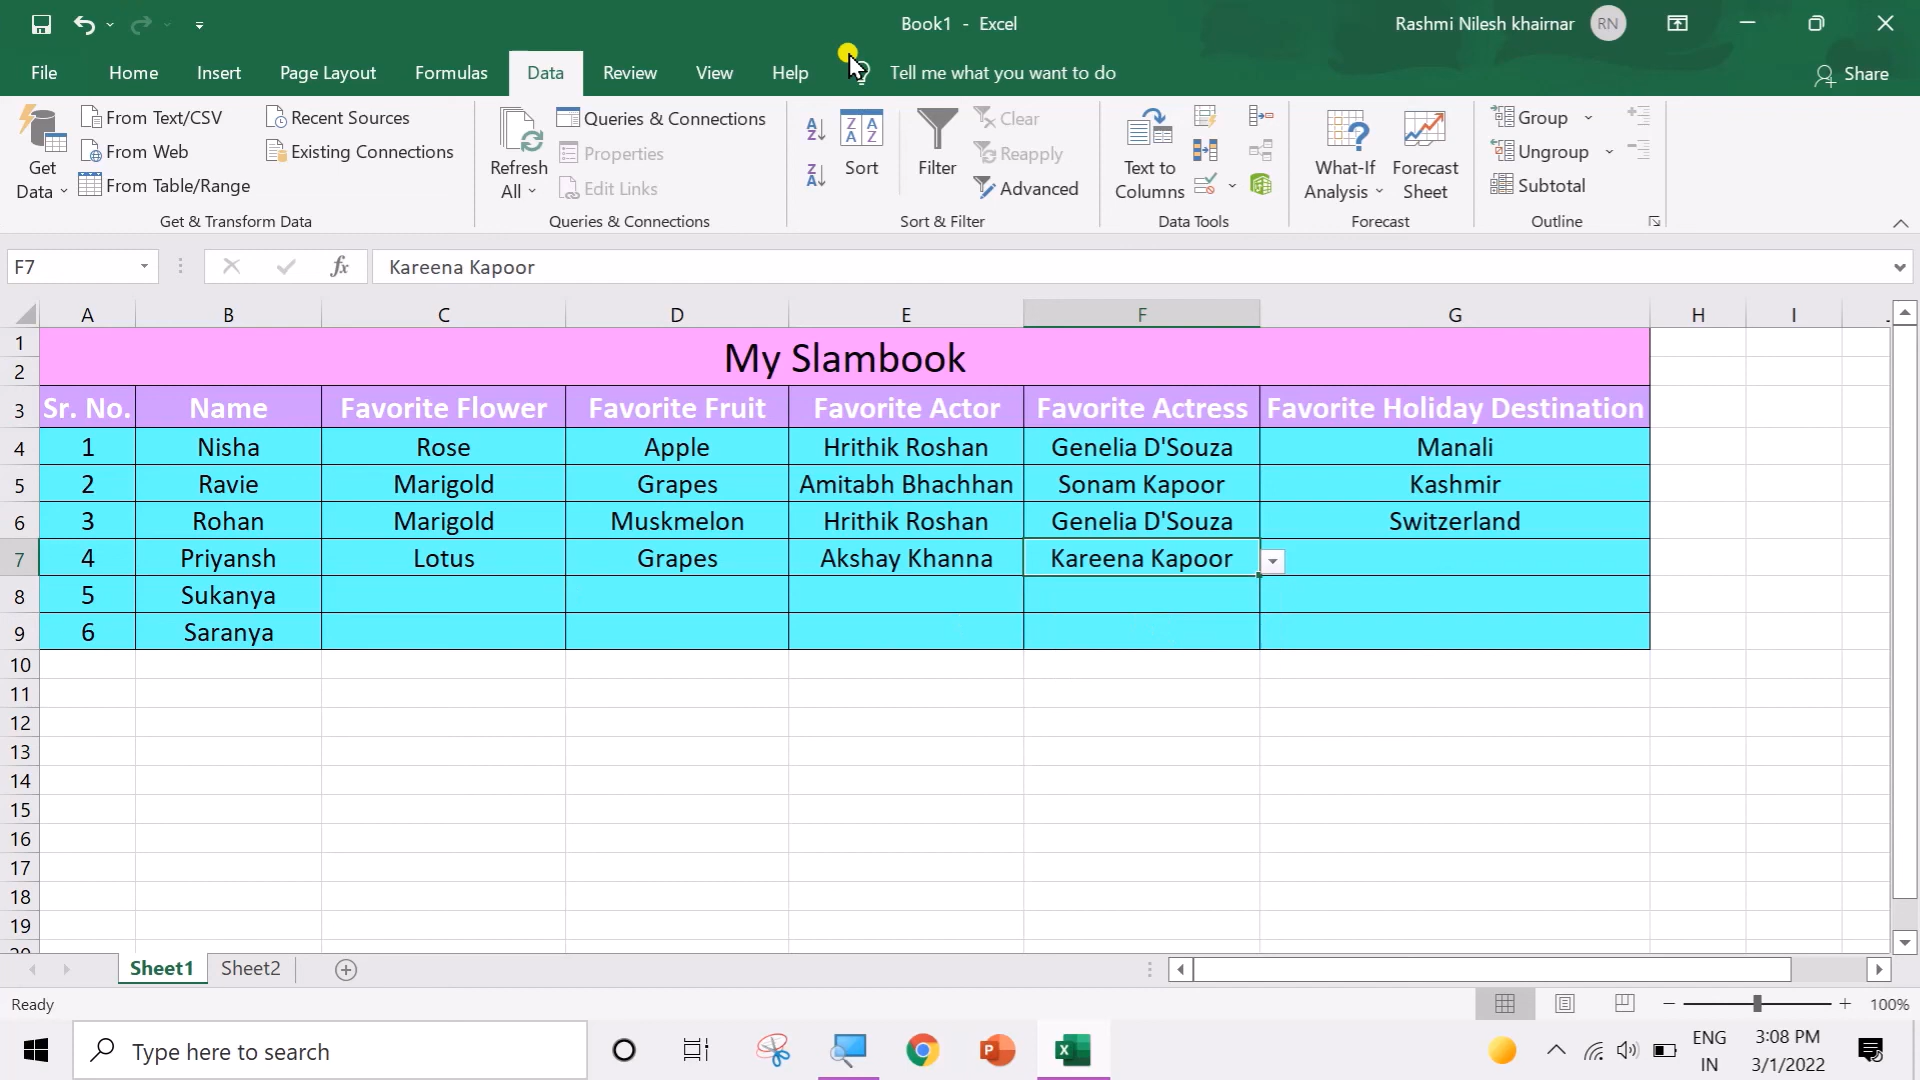 Book1 - Excel
Rashmi Nilesh khairnar RN
File Home Insert Page Layout Formulas Data Review View Help Tell me what you want to do Share
Get Data
From Text/CSV
From Web
From Table/Range
Recent Sources
Existing Connections
Get & Transform Data
Refresh All
Queries & Connections
Properties
Edit Links
Queries & Connections
Sort
Filter
Clear
Reapply
Advanced
Sort & Filter
Text to Columns
Data Tools
What-If Analysis
Forecast Sheet
Forecast
Group
Ungroup
Subtotal
Outline
F7 fx Kareena Kapoor
A B C D E F G H I
1 My Slambook
2
3 Sr. No. Name Favorite Flower Favorite Fruit Favorite Actor Favorite Actress Favorite Holiday Destination
4 1 Nisha Rose Apple Hrithik Roshan Genelia D'Souza Manali
5 2 Ravie Marigold Grapes Amitabh Bhachhan Sonam Kapoor Kashmir
6 3 Rohan Marigold Muskmelon Hrithik Roshan Genelia D'Souza Switzerland
7 4 Priyansh Lotus Grapes Akshay Khanna Kareena Kapoor
8 5 Sukanya
9 6 Saranya
10
11
12
13
14
15
16
17
18
19
Sheet1 Sheet2
Ready 100%
Type here to search
ENG
IN
3:08 PM
3/1/2022